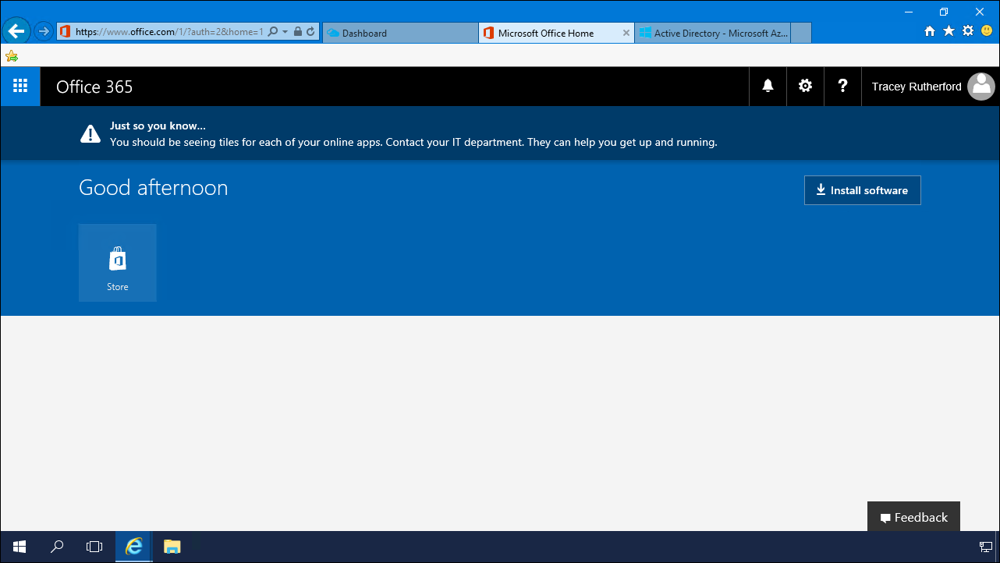 https://www.office.com/1/?auth=2&home=1
Dashboard
Microsoft Office Home
Active Directory - Microsoft Az...
Office 365
?
Tracey Rutherford
Just so you know...
You should be seeing tiles for each of your online apps. Contact your IT department. They can help you get up and running.
Good afternoon
Install software
Store
Feedback